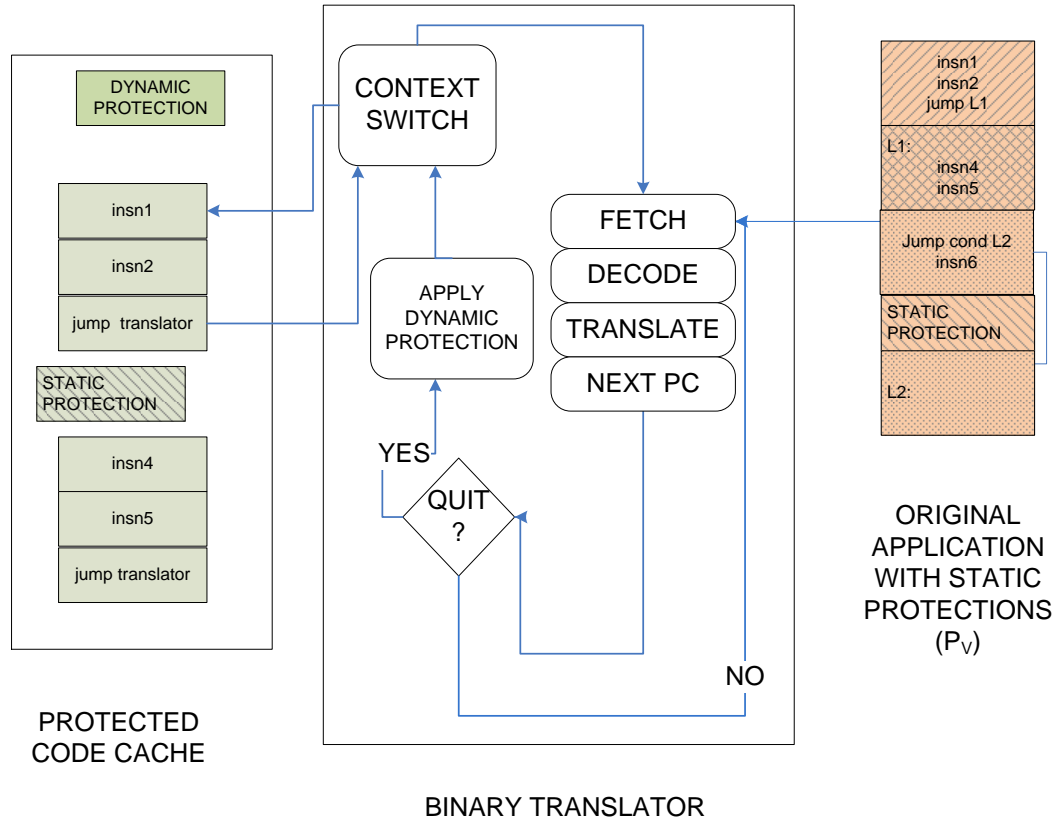 DYNAMIC
PROTECTION
insn1
insn2
jump translator
STATIC
PROTECTION
insn4
insn5
jump translator
PROTECTED
CODE CACHE
CONTEXT
SWITCH
APPLY
DYNAMIC
PROTECTION
YES
QUIT
?
FETCH
DECODE
TRANSLATE
NEXT PC
NO
BINARY TRANSLATOR
insn1
insn2
jump L1
L1:
insn4
insn5
Jump cond L2
insn6
STATIC
PROTECTION
L2:
ORIGINAL
APPLICATION
WITH STATIC
PROTECTIONS
(PV)